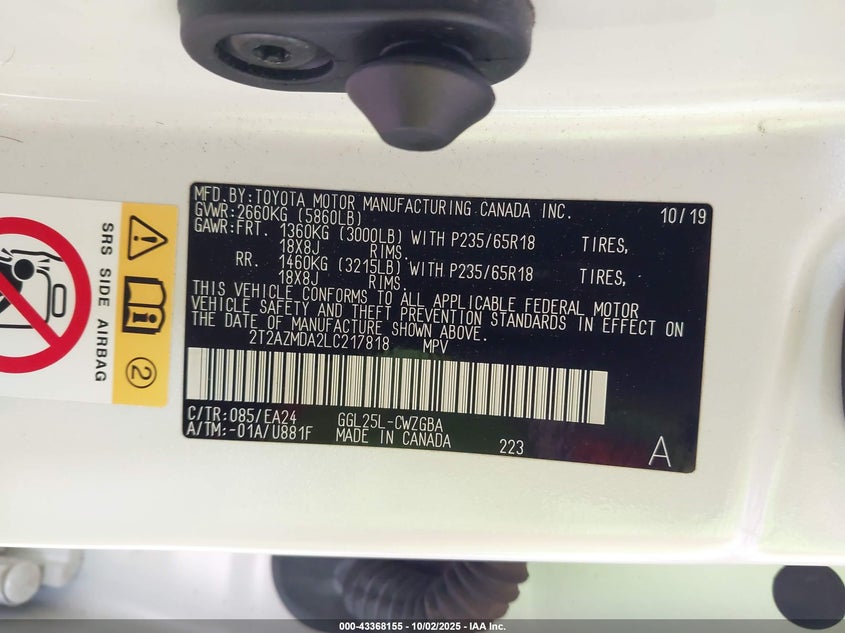 MFD.BY:TOYOTA MOTOR MANUFACTURING CANADA INC. 10/19
GVWR:2660KG (5860LB)
GAWR:FRT. 1360KG (3000LB) WITH P235/65R18 TIRES,
18X8J RIMS.
RR. 1460KG (3215LB) WITH P235/65R18 TIRES,
18X8J RIMS.
THIS VEHICLE CONFORMS TO ALL APPLICABLE FEDERAL MOTOR
VEHICLE SAFETY AND THEFT PREVENTION STANDARDS IN EFFECT ON
THE DATE OF MANUFACTURE SHOWN ABOVE.
2T2AZMDA2LC217818 MPV
C/TR:085/EA24 GGL25L-CWZGBA
A/TM:-01A/U881F MADE IN CANADA 223
A
SRS SIDE AIRBAG
2
000-43368155 - 10/02/2025 - IAA Inc.